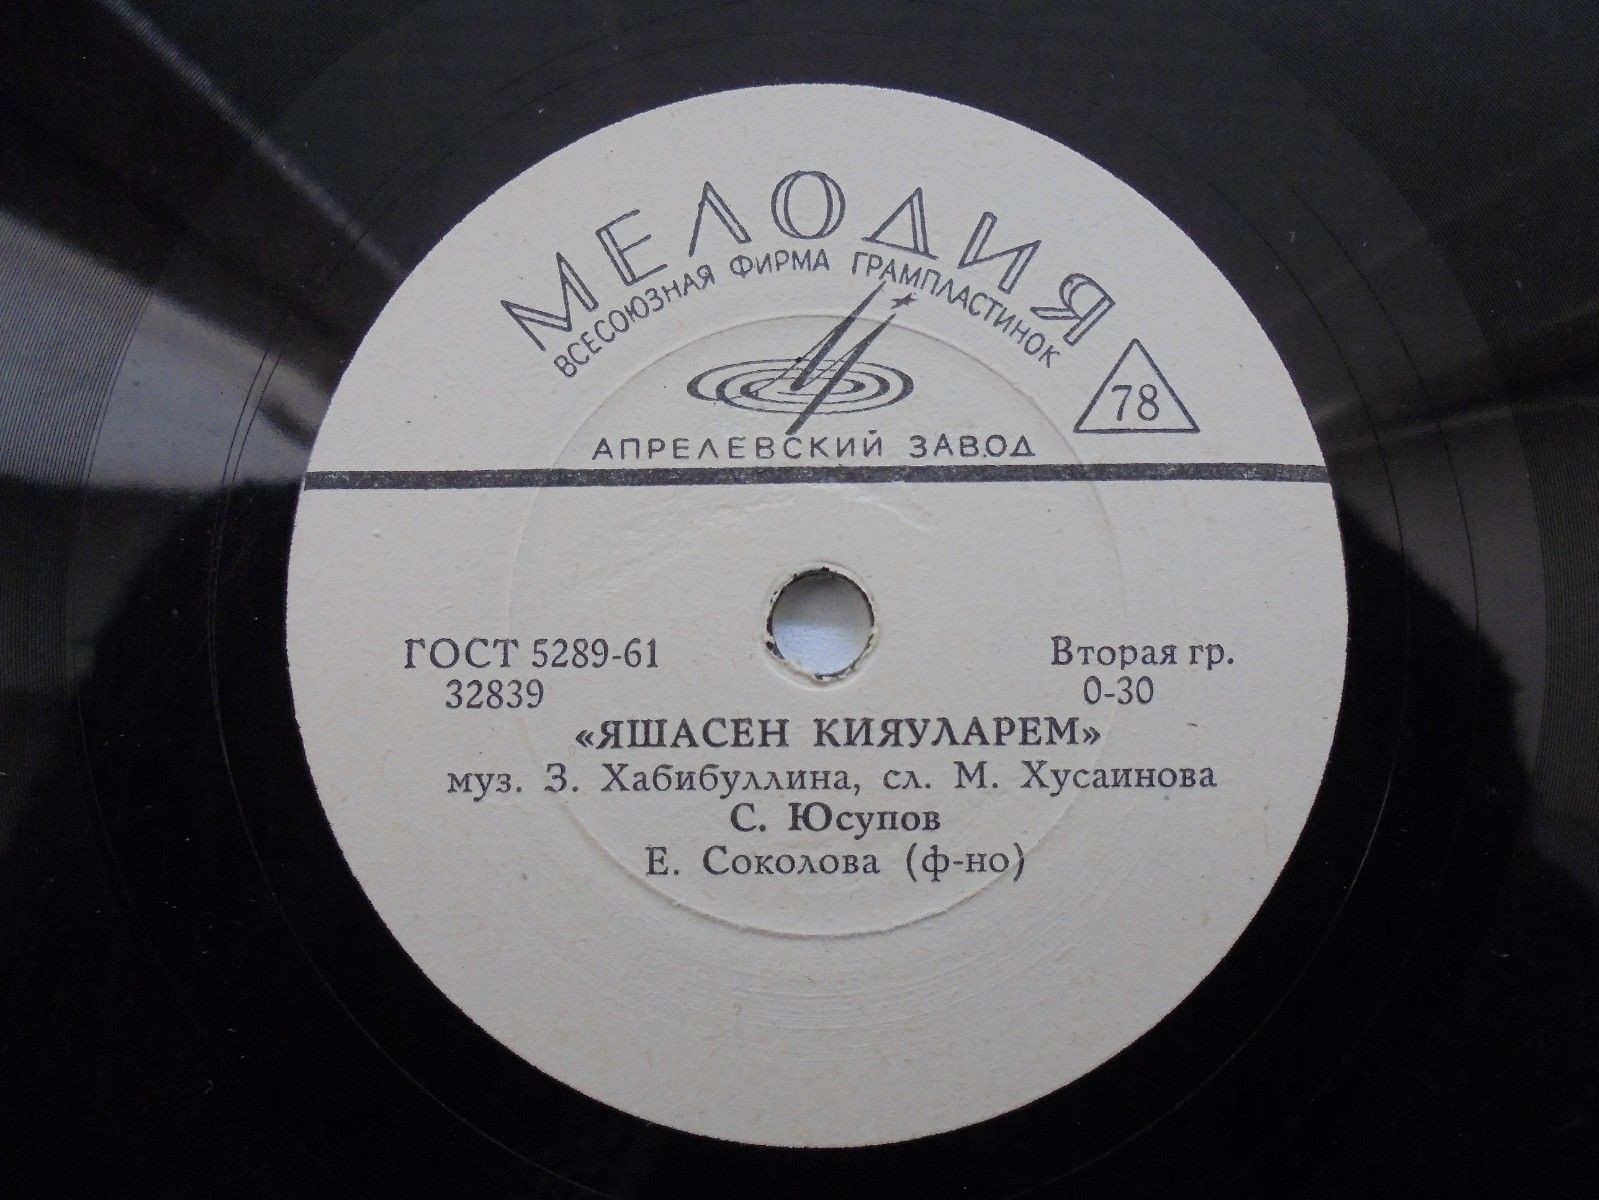 МЕЛОДИЯ
ВСЕСОЮЗНАЯ ФИРМА ГРАМПЛАСТИНОК
78
АПРЕЛЕВСКИЙ ЗАВОД
ГОСТ 5289-61 Вторая гр.
32839 0-30
«ЯШАСЕН КИЯУЛАРЕМ»
муз. З. Хабибуллина, сл. М. Хусаинова
С. Юсупов
Е. Соколова (ф-но)